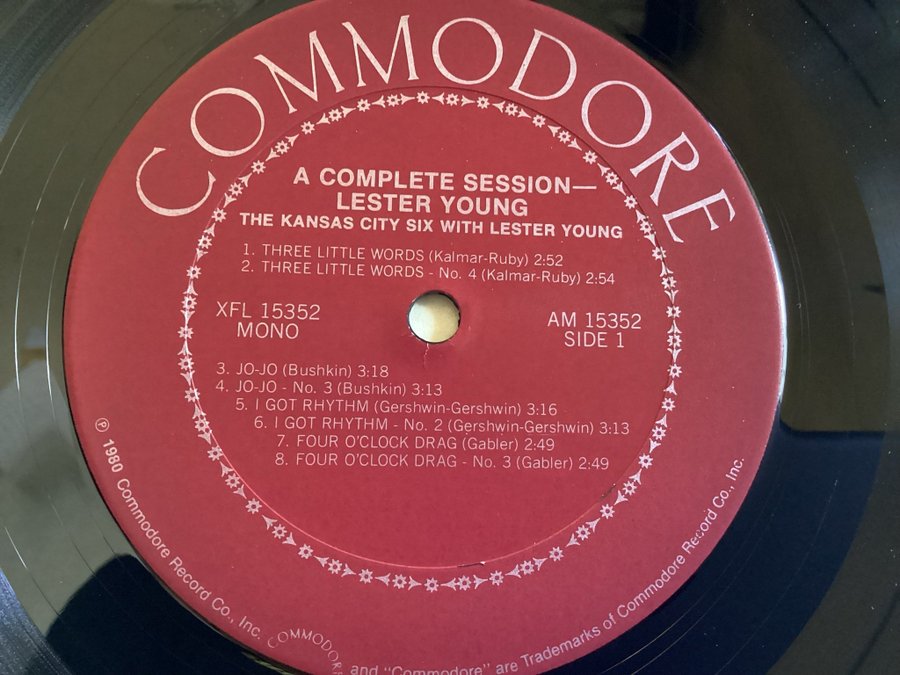 COMMODORE
A COMPLETE SESSION—
LESTER YOUNG
THE KANSAS CITY SIX WITH LESTER YOUNG
1. THREE LITTLE WORDS (Kalmar-Ruby) 2:52
2. THREE LITTLE WORDS - No. 4 (Kalmar-Ruby) 2:54
XFL 15352
MONO
AM 15352
SIDE 1
3. JO-JO (Bushkin) 3:18
4. JO-JO - No. 3 (Bushkin) 3:13
5. I GOT RHYTHM (Gershwin-Gershwin) 3:16
6. I GOT RHYTHM - No. 2 (Gershwin-Gershwin) 3:13
7. FOUR O'CLOCK DRAG (Gabler) 2:49
8. FOUR O'CLOCK DRAG - No. 3 (Gabler) 2:49
℗ 1980 Commodore Record Co., Inc. COMMODORE and "Commodore" are Trademarks of Commodore Record Co., Inc.